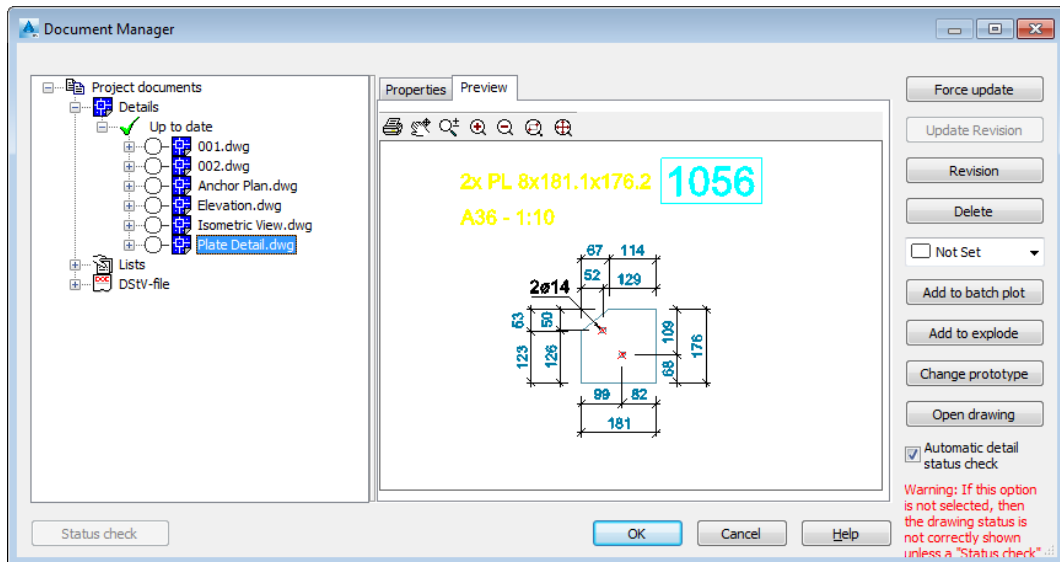 Document Manager
Project documents
Details
Up to date
001.dwg
002.dwg
Anchor Plan.dwg
Elevation.dwg
Isometric View.dwg
Plate Detail.dwg
Lists
DStV-file
Status check
Properties
Preview
2x PL 8x181.1x176.2
1056
A36 - 1:10
67
114
52
129
2ø14
53
50
123
126
109
176
68
99
82
181
OK
Cancel
Help
Force update
Update Revision
Revision
Delete
Not Set
Add to batch plot
Add to explode
Change prototype
Open drawing
Automatic detail
status check
Warning: If this option
is not selected, then
the drawing status is
not correctly shown
unless a "Status check"